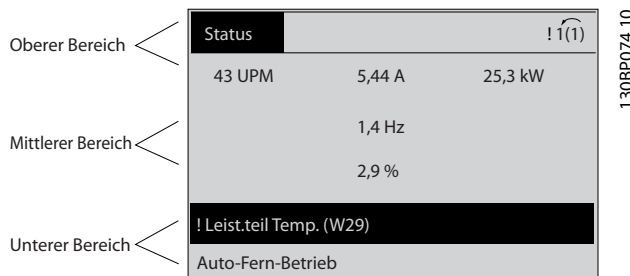 Oberer Bereich
Status
! 1(1)
43 UPM 5,44 A 25,3 kW
Mittlerer Bereich
1,4 Hz
2,9 %
! Leist.teil Temp. (W29)
Unterer Bereich
Auto-Fern-Betrieb
130BP074.10